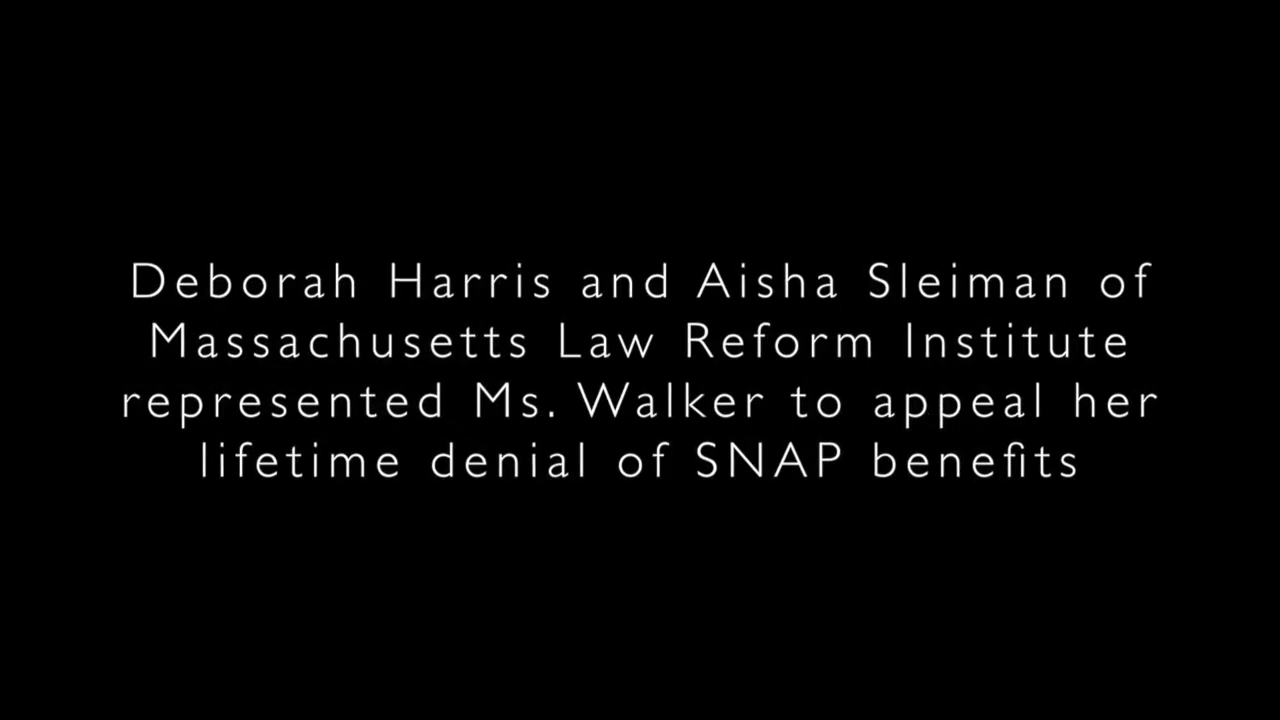 Deborah Harris and Aisha Sleiman of
Massachusetts Law Reform Institute
represented Ms. Walker to appeal her
lifetime denial of SNAP benefits